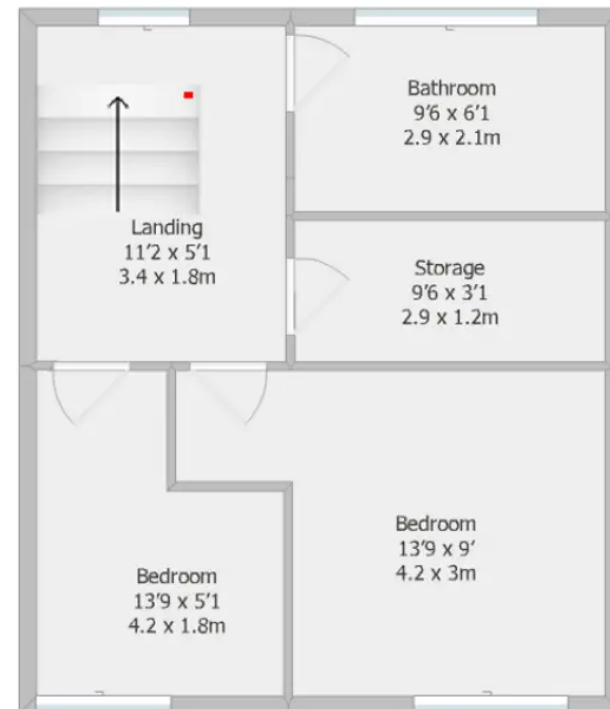 Bathroom
9'6 x 6'1
2.9 x 2.1m
Landing
11'2 x 5'1
3.4 x 1.8m
Storage
9'6 x 3'1
2.9 x 1.2m
Bedroom
13'9 x 9'
4.2 x 3m
Bedroom
13'9 x 5'1
4.2 x 1.8m